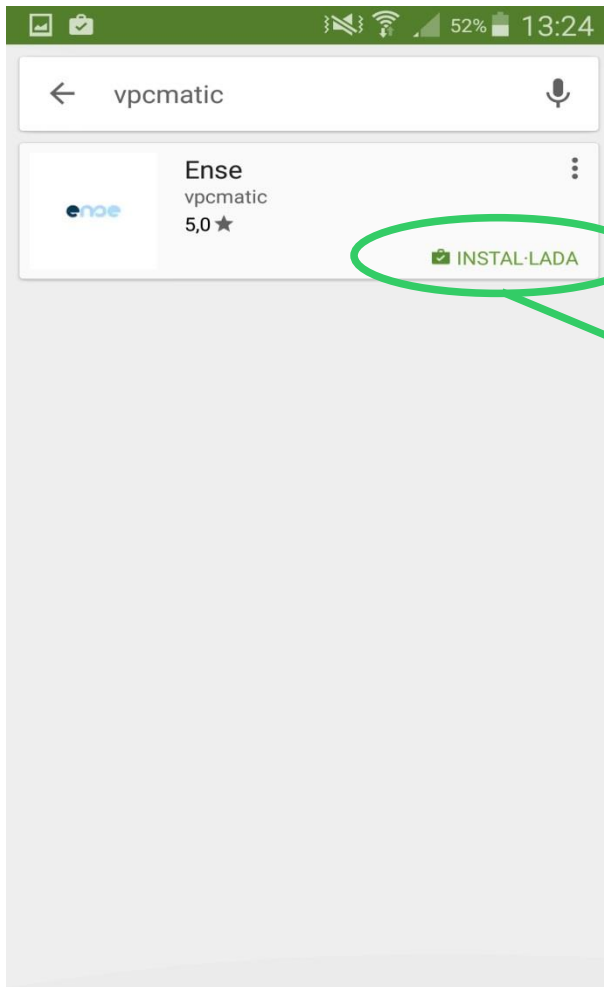 52% 13:24
vpcmatic
Ense
vpcmatic
5,0 ★
INSTAL·LADA
ense